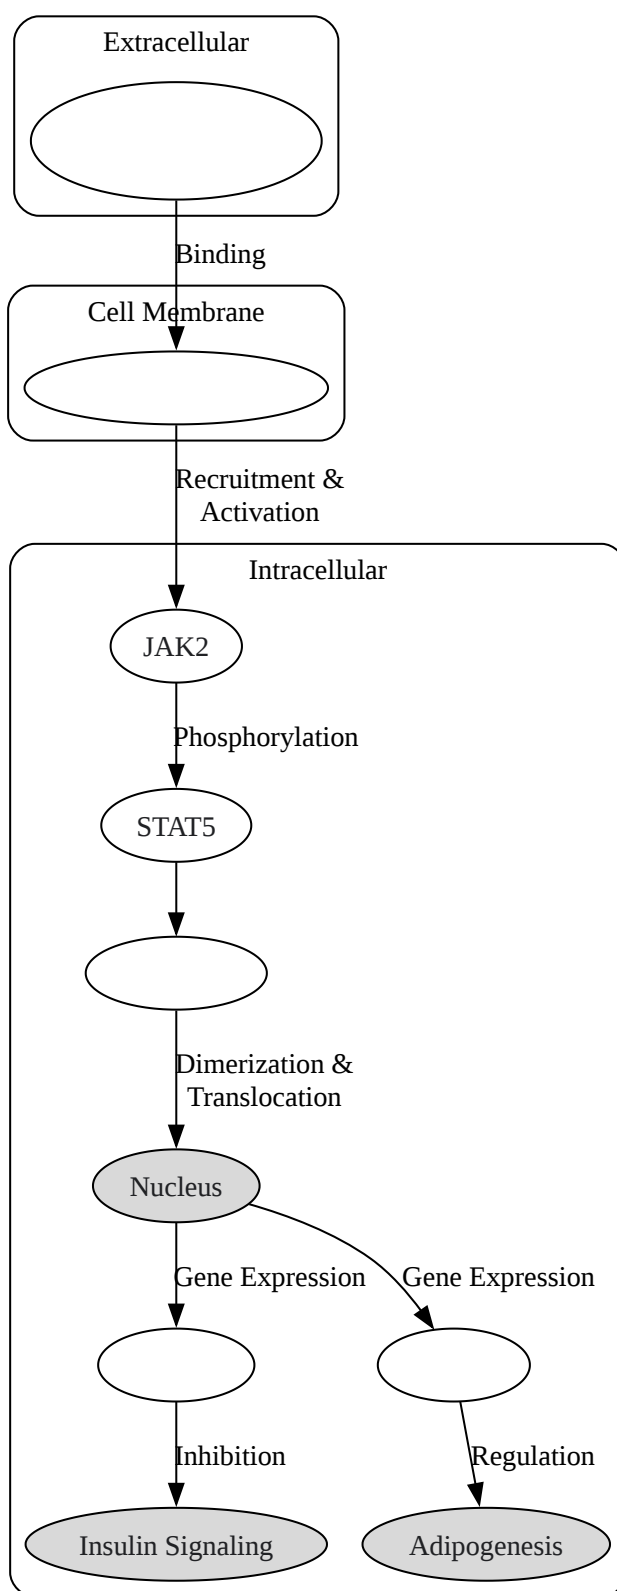 Extracellular
Binding
Cell Membrane
Recruitment &
Activation
Intracellular
JAK2
Phosphorylation
STAT5
Dimerization &
Translocation
Nucleus
Gene Expression
Gene Expression
Inhibition
Regulation
Insulin Signaling
Adipogenesis